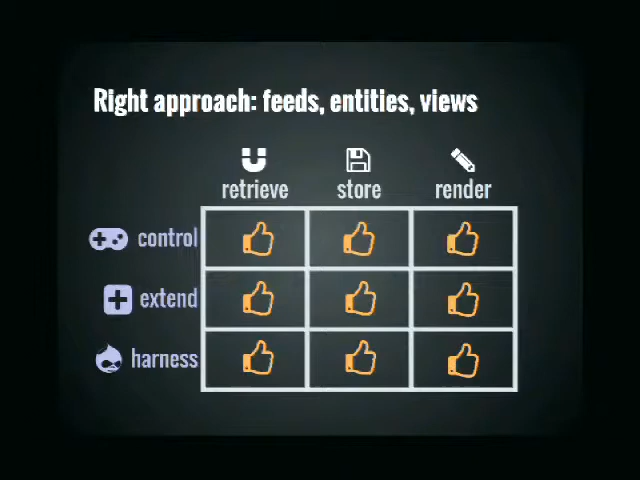 Right approach: feeds, entities, views
retrieve store render
control
extend
harness